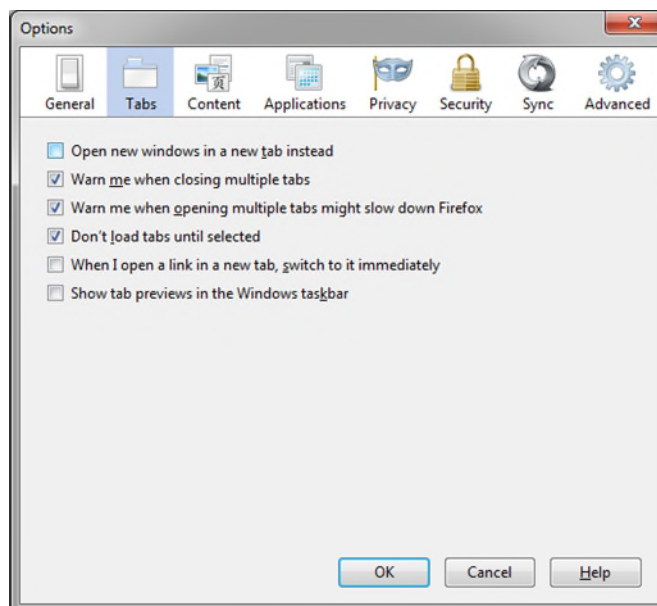 Options
General Tabs Content Applications Privacy Security Sync Advanced
Open new windows in a new tab instead
Warn me when closing multiple tabs
Warn me when opening multiple tabs might slow down Firefox
Don't load tabs until selected
When I open a link in a new tab, switch to it immediately
Show tab previews in the Windows taskbar
OK Cancel Help